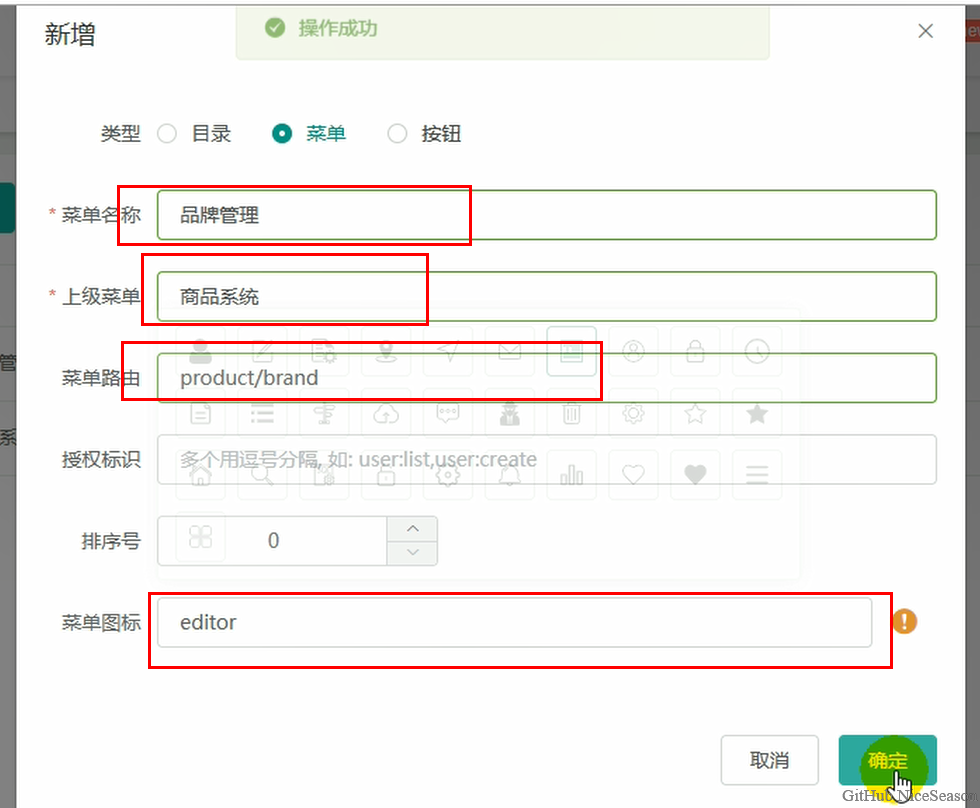 操作成功
新增
类型 目录 菜单 按钮
* 菜单名称 品牌管理
* 上级菜单 商品系统
管
菜单路由 product/brand
系
授权标识 多个用逗号分隔, 如: user:list,user:create
排序号 0
菜单图标 editor
取消 确定
GitHub NiceSeaso